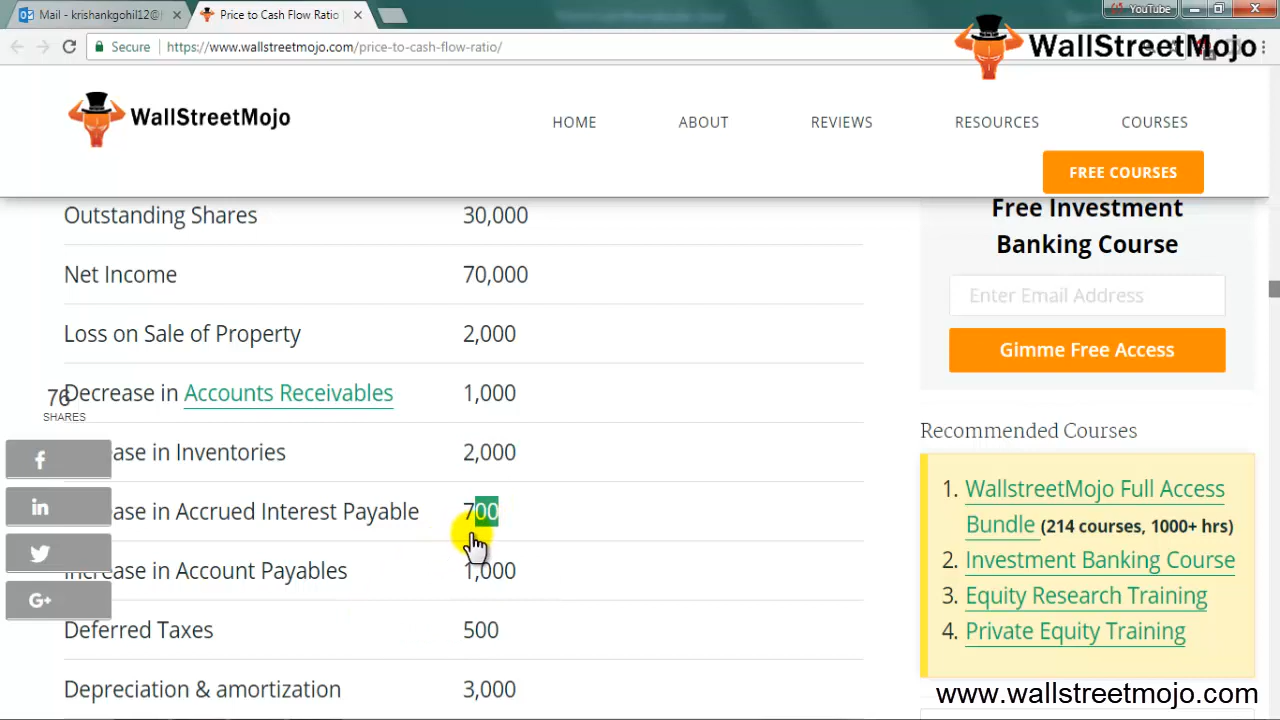 Mail - krishankgohil12@
Price to Cash Flow Ratio
YouTube
Secure
https://www.wallstreetmojo.com/price-to-cash-flow-ratio/
WallStreetMojo
WallStreetMojo
HOME
ABOUT
REVIEWS
RESOURCES
COURSES
FREE COURSES
Outstanding Shares 30,000
Net Income 70,000
Loss on Sale of Property 2,000
Decrease in Accounts Receivables 1,000
ease in Inventories 2,000
ease in Accrued Interest Payable 700
Increase in Account Payables 1,000
Deferred Taxes 500
Depreciation & amortization 3,000
76
SHARES
f
in
G+
Free Investment
Banking Course
Enter Email Address
Gimme Free Access
Recommended Courses
1. WallstreetMojo Full Access
Bundle (214 courses, 1000+ hrs)
2. Investment Banking Course
3. Equity Research Training
4. Private Equity Training
www.wallstreetmojo.com